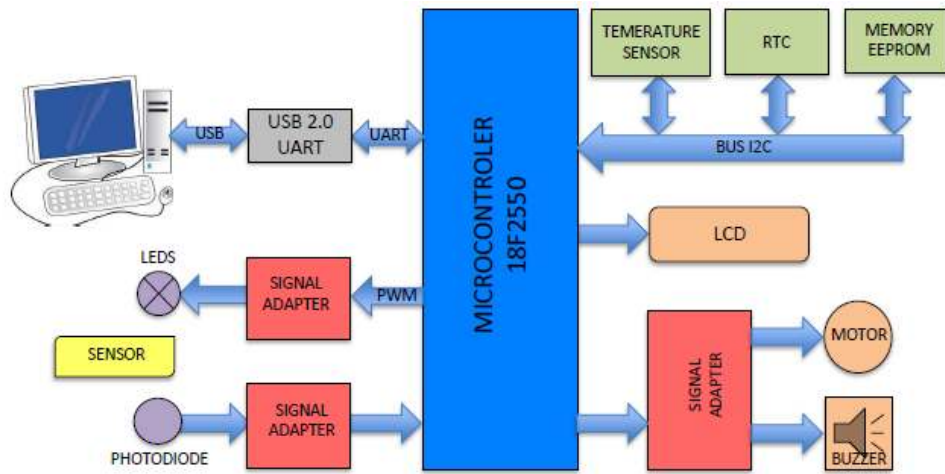 TEMERATURE
SENSOR
RTC
MEMORY
EEPROM
USB
USB 2.0
UART
UART
BUS I2C
MICROCONTROLER
18F2550
LCD
LEDS
SIGNAL
ADAPTER
PWM
SENSOR
SIGNAL
ADAPTER
MOTOR
SIGNAL
ADAPTER
PHOTODIODE
BUZZER